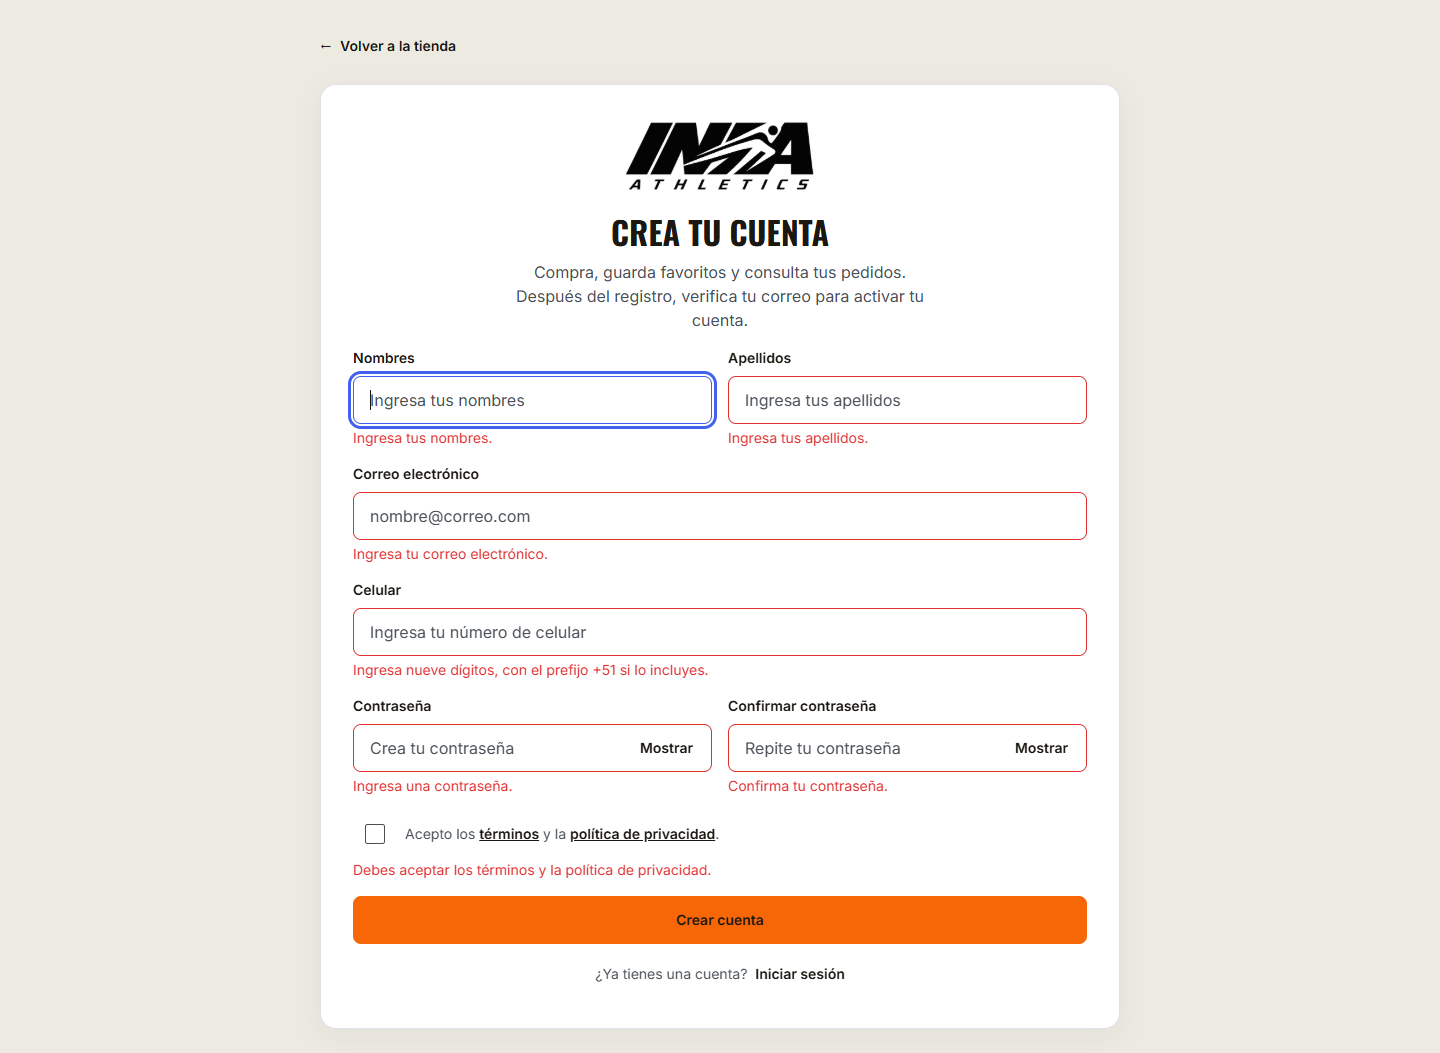 ← Volver a la tienda
INTA
ATHLETICS
CREA TU CUENTA
Compra, guarda favoritos y consulta tus pedidos.
Después del registro, verifica tu correo para activar tu
cuenta.
Nombres
Apellidos
Ingresa tus nombres
Ingresa tus apellidos
Ingresa tus nombres.
Ingresa tus apellidos.
Correo electrónico
nombre@correo.com
Ingresa tu correo electrónico.
Celular
Ingresa tu número de celular
Ingresa nueve dígitos, con el prefijo +51 si lo incluyes.
Contraseña
Confirmar contraseña
Crea tu contraseña Mostrar
Repite tu contraseña Mostrar
Ingresa una contraseña.
Confirma tu contraseña.
Acepto los términos y la política de privacidad.
Debes aceptar los términos y la política de privacidad.
Crear cuenta
¿Ya tienes una cuenta? Iniciar sesión